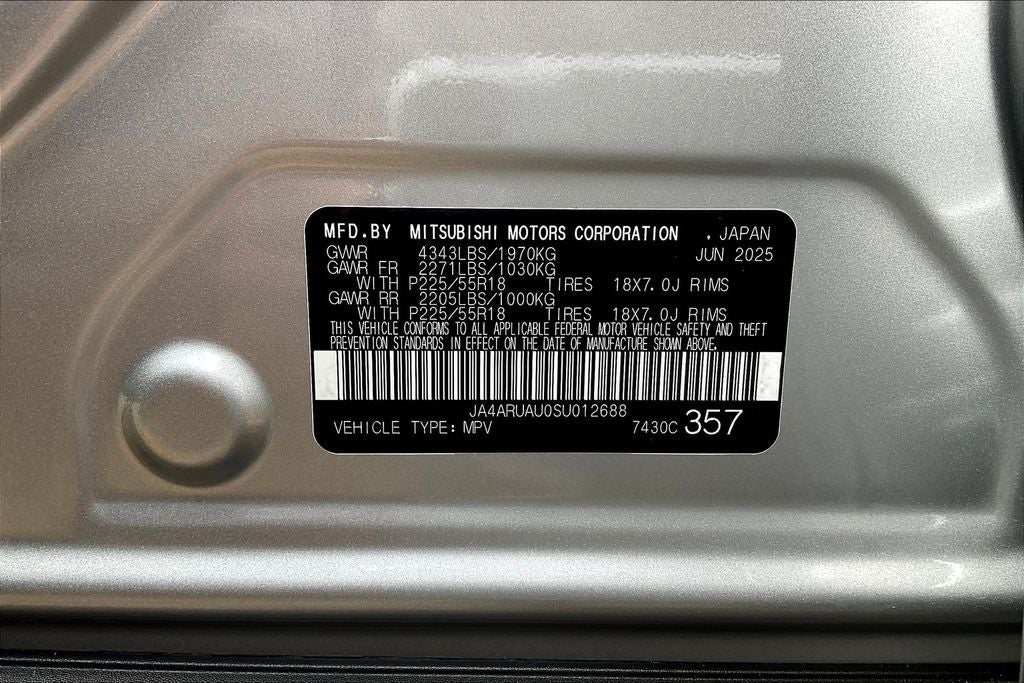 MFD.BY MITSUBISHI MOTORS CORPORATION , JAPAN
GVWR 4343LBS/1970KG JUN 2025
GAWR FR 2271LBS/1030KG
WITH P225/55R18 TIRES 18X7.0J RIMS
GAWR RR 2205LBS/1000KG
WITH P225/55R18 TIRES 18X7.0J RIMS
THIS VEHICLE CONFORMS TO ALL APPLICABLE FEDERAL MOTOR VEHICLE SAFETY AND THEFT
PREVENTION STANDARDS IN EFFECT ON THE DATE OF MANUFACTURE SHOWN ABOVE.
JA4ARUAU0SU012688
VEHICLE TYPE: MPV 7430C 357